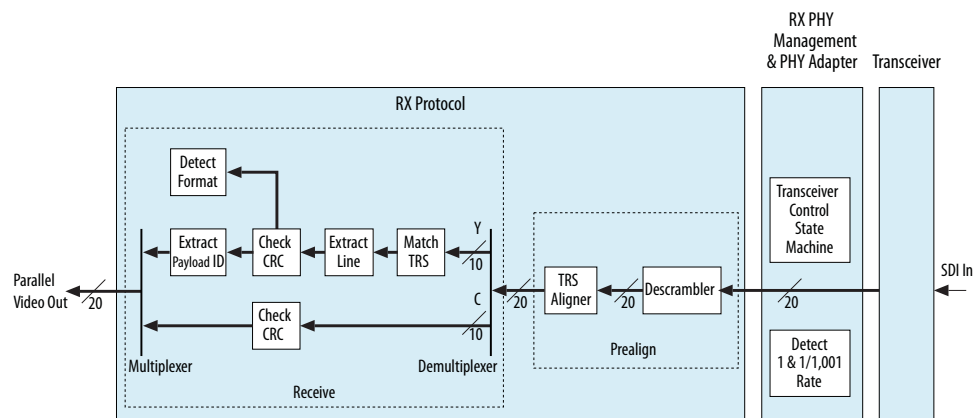 RX PHY
Management
& PHY Adapter
Transceiver
RX Protocol
Detect
Format
Transceiver
Control
State
Machine
Y
Extract
Payload ID
Check
CRC
Extract
Line
Match
TRS
10
Parallel
Video Out
20
TRS
Aligner
Descrambler
SDI In
20
20
20
C
Check
CRC
10
Multiplexer
Demultiplexer
Prealign
Detect
1 & 1/1,001
Rate
Receive